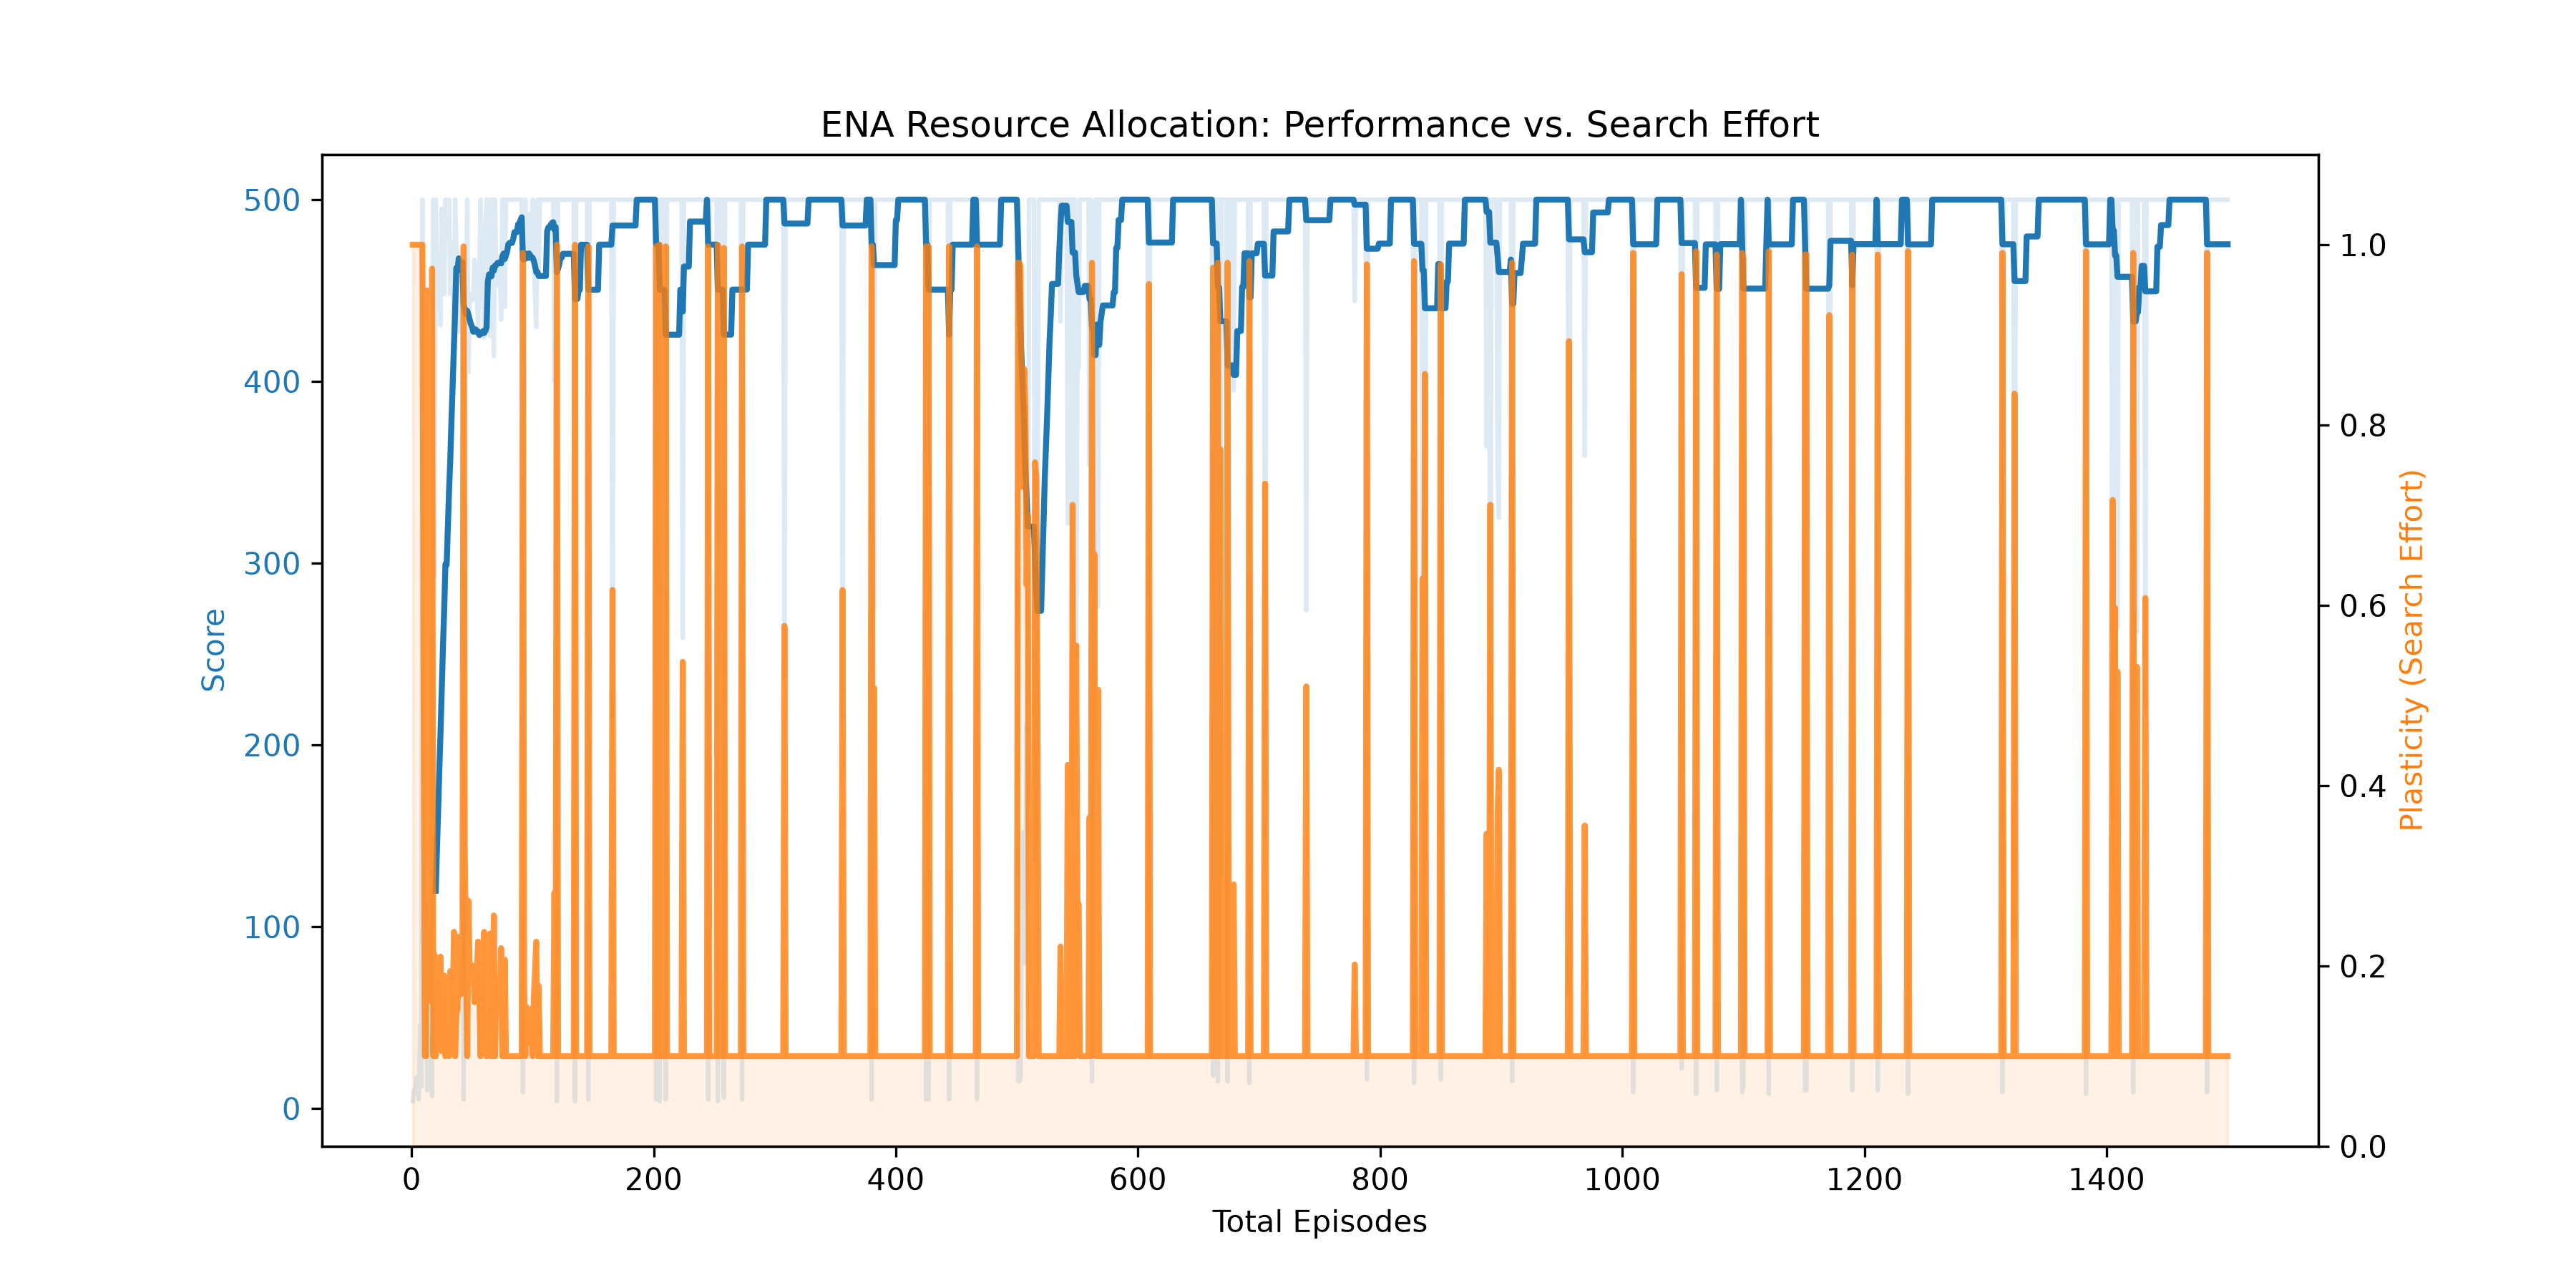 ENA Resource Allocation: Performance vs. Search Effort
500
400
300
200
100
0
Score
1.0
0.8
0.6
0.4
0.2
0.0
Plasticity (Search Effort)
0 200 400 600 800 1000 1200 1400
Total Episodes